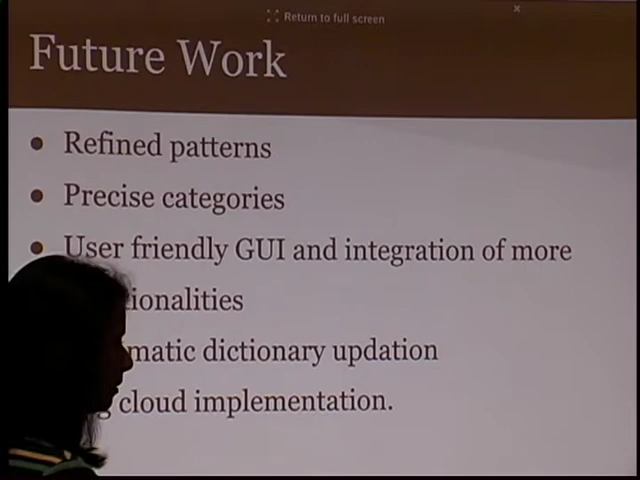 Return to full screen
Future Work
Refined patterns
Precise categories
User friendly GUI and integration of more
ionalities
matic dictionary updation
g cloud implementation.